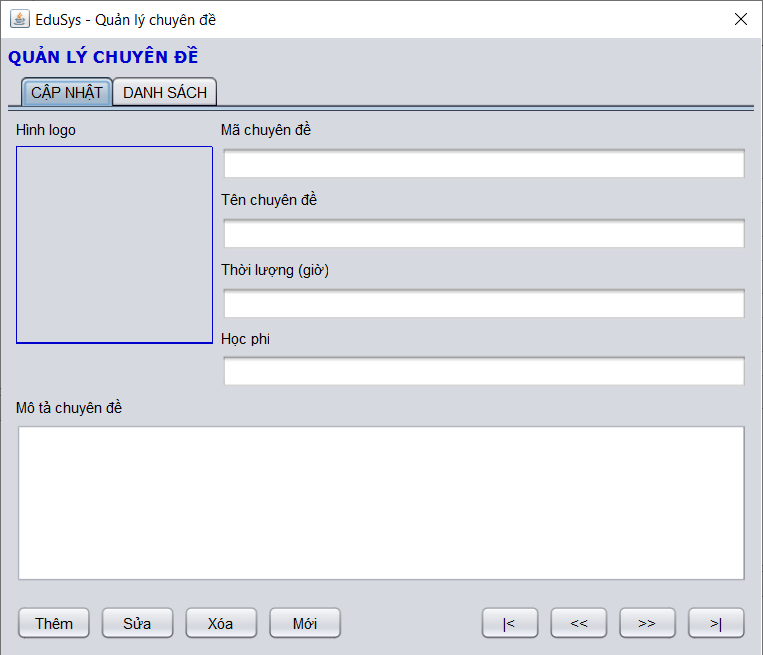 EduSys - Quản lý chuyên đề
QUẢN LÝ CHUYÊN ĐỀ
CẬP NHẬT DANH SÁCH
Hình logo
Mã chuyên đề
Tên chuyên đề
Thời lượng (giờ)
Học phi
Mô tả chuyên đề
Thêm Sửa Xóa Mới |< << >> >|